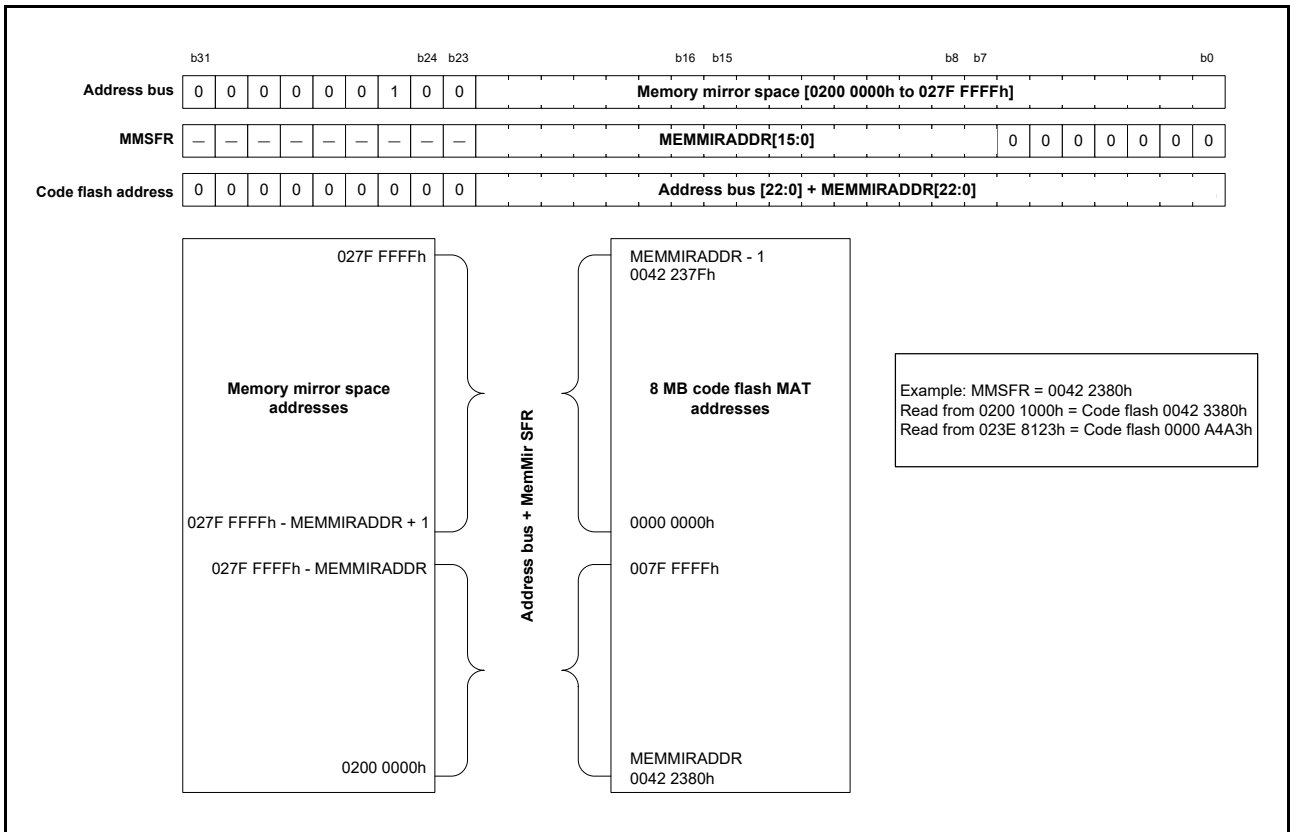 b31 b24 b23 b16 b15 b8 b7 b0
Address bus 0 0 0 0 0 0 1 0 0 Memory mirror space [0200 0000h to 027F FFFFh]
MMSFR — — — — — — — — — MEMMIRADDR[15:0] 0 0 0 0 0 0 0
Code flash address 0 0 0 0 0 0 0 0 0 Address bus [22:0] + MEMMIRADDR[22:0]
027F FFFFh
Memory mirror space
addresses
027F FFFFh - MEMMIRADDR + 1
027F FFFFh - MEMMIRADDR
0200 0000h
Address bus + MemMir SFR
MEMMIRADDR - 1
0042 237Fh
8 MB code flash MAT
addresses
0000 0000h
007F FFFFh
MEMMIRADDR
0042 2380h
Example: MMSFR = 0042 2380h
Read from 0200 1000h = Code flash 0042 3380h
Read from 023E 8123h = Code flash 0000 A4A3h